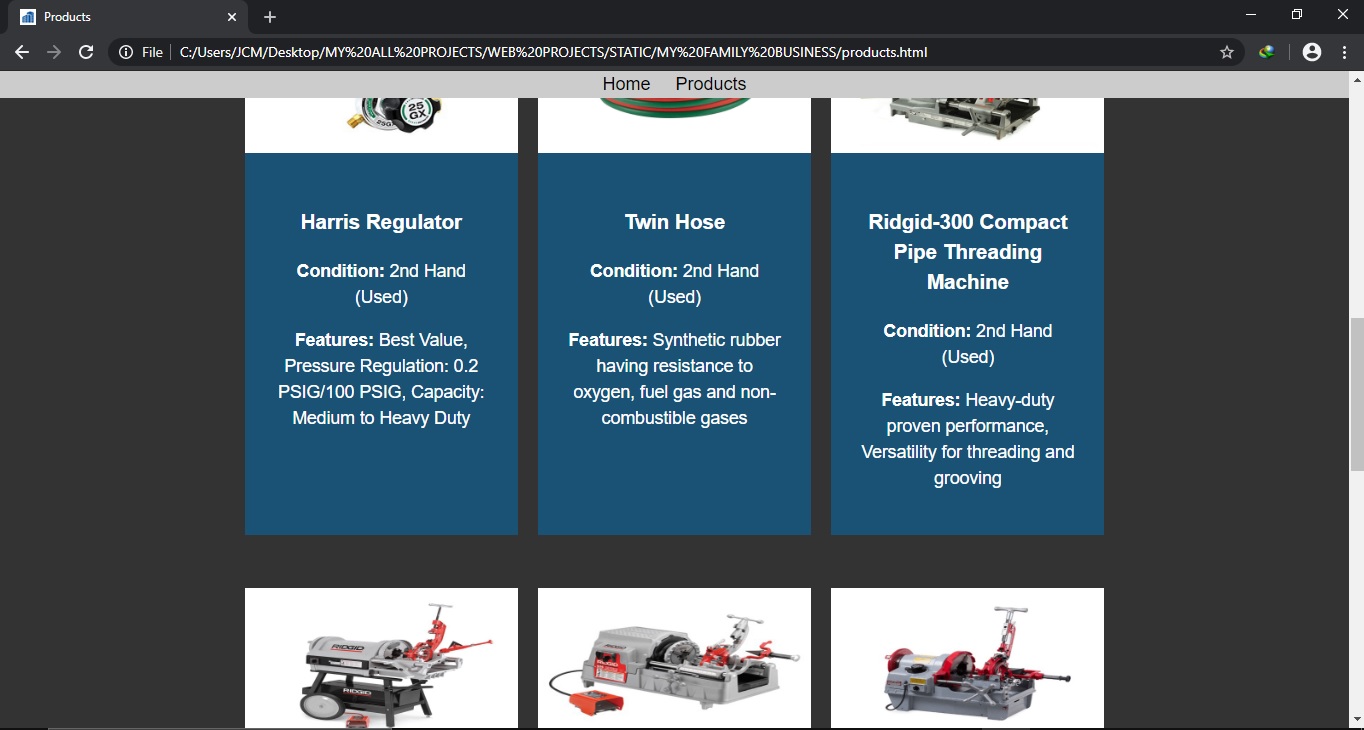 Products
File
C:/Users/JCM/Desktop/MY%20ALL%20PROJECTS/WEB%20PROJECTS/STATIC/MY%20FAMILY%20BUSINESS/products.html
Home Products
25
GX
25G
Harris Regulator
Condition: 2nd Hand
(Used)
Features: Best Value,
Pressure Regulation: 0.2
PSIG/100 PSIG, Capacity:
Medium to Heavy Duty
Twin Hose
Condition: 2nd Hand
(Used)
Features: Synthetic rubber
having resistance to
oxygen, fuel gas and non-
combustible gases
Ridgid-300 Compact
Pipe Threading
Machine
Condition: 2nd Hand
(Used)
Features: Heavy-duty
proven performance,
Versatility for threading and
grooving
RIDGID
RIDGID